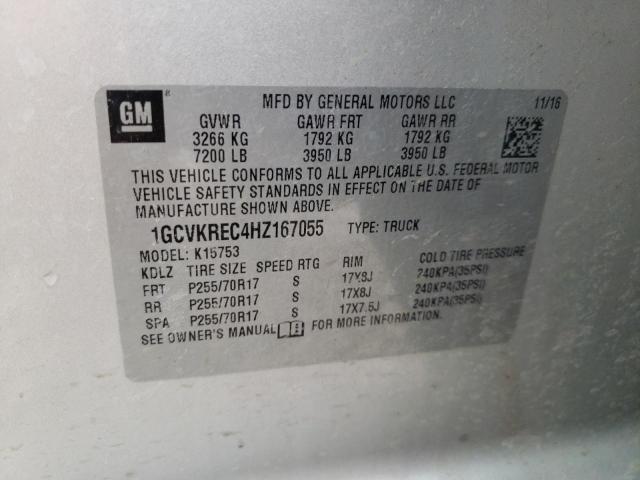 GM ®
MFD BY GENERAL MOTORS LLC 11/16
GVWR GAWR FRT GAWR RR
3266 KG 1792 KG 1792 KG
7200 LB 3950 LB 3950 LB
THIS VEHICLE CONFORMS TO ALL APPLICABLE U.S. FEDERAL MOTOR
VEHICLE SAFETY STANDARDS IN EFFECT ON THE DATE OF
MANUFACTURE SHOWN ABOVE.
1GCVKREC4HZ167055 TYPE: TRUCK
MODEL: K15753
KDLZ TIRE SIZE SPEED RTG RIM COLD TIRE PRESSURE
FRT P255/70R17 S 17X8J 240KPA(35PSI)
RR P255/70R17 S 17X8J 240KPA(35PSI)
SPA P255/70R17 S 17X7.5J 240KPA(35PSI)
SEE OWNER'S MANUAL FOR MORE INFORMATION.